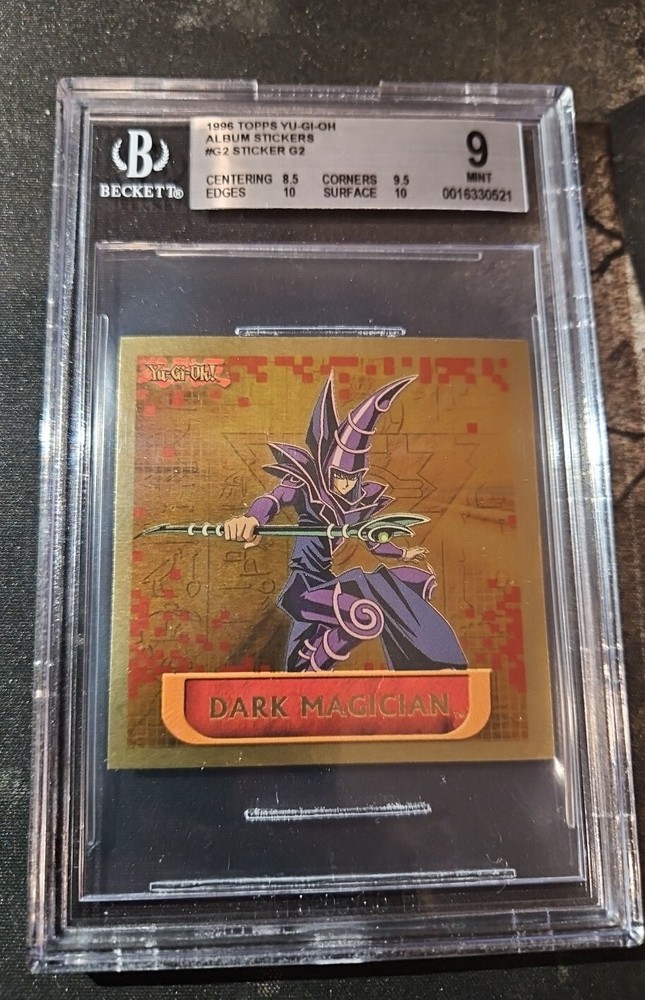 B
BECKETT®
1996 TOPPS YU-GI-OH
ALBUM STICKERS
#G2 STICKER G2
CENTERING 8.5 CORNERS 9.5
EDGES 10 SURFACE 10
9
MINT
0016330521
Yu-Gi-Oh!
DARK MAGICIAN™